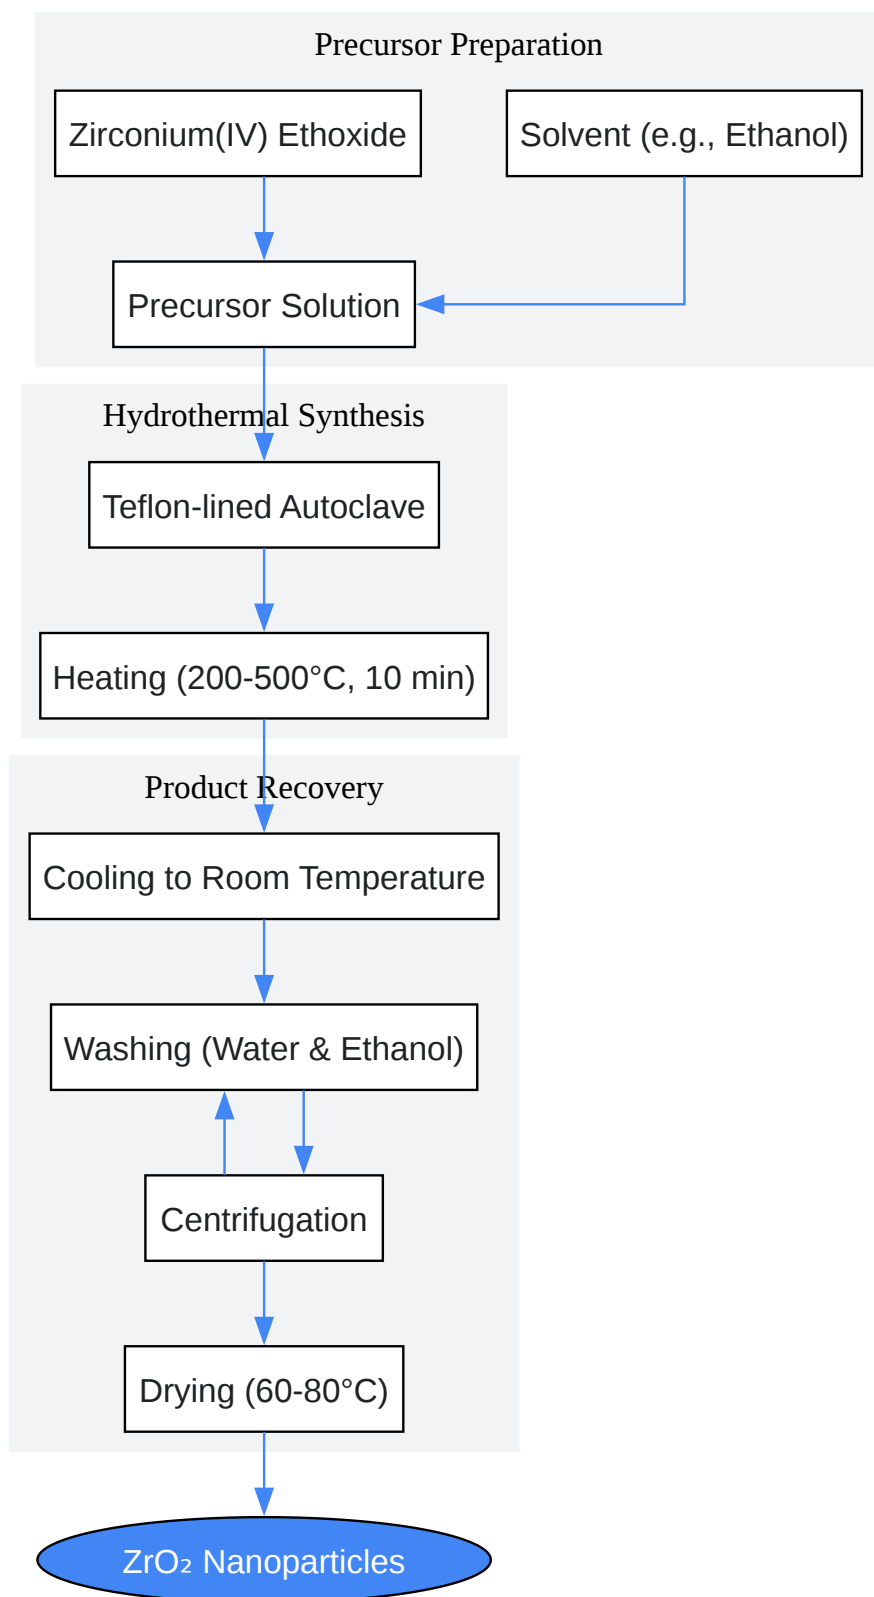 Precursor Preparation
Zirconium(IV) Ethoxide
Solvent (e.g., Ethanol)
Precursor Solution
Hydrothermal Synthesis
Teflon-lined Autoclave
Heating (200-500°C, 10 min)
Product Recovery
Cooling to Room Temperature
Washing (Water & Ethanol)
Centrifugation
Drying (60-80°C)
ZrO₂ Nanoparticles